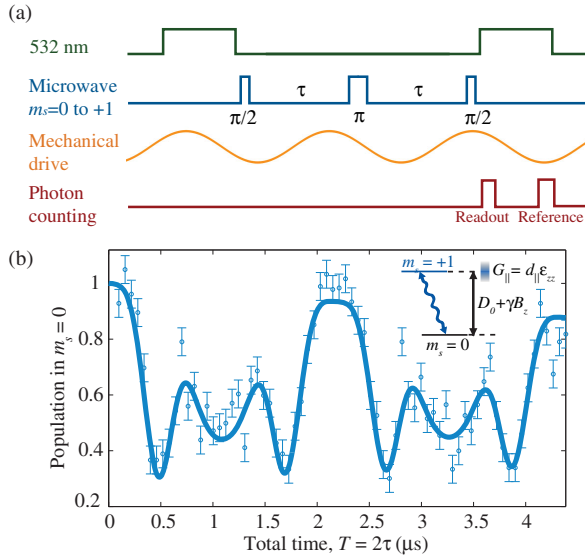 (a)
532 nm
Microwave
mₛ=0 to +1
τ
τ
π/2
π
π/2
Mechanical
drive
Photon
counting
Readout
Reference
(b)
mₛ = +1
G∥ = d∥ε_zz
D₀+γB_z
mₛ = 0
Population in mₛ = 0
1
0.8
0.6
0.4
0.2
0
0.5
1
1.5
2
2.5
3
3.5
4
Total time, T = 2τ (μs)